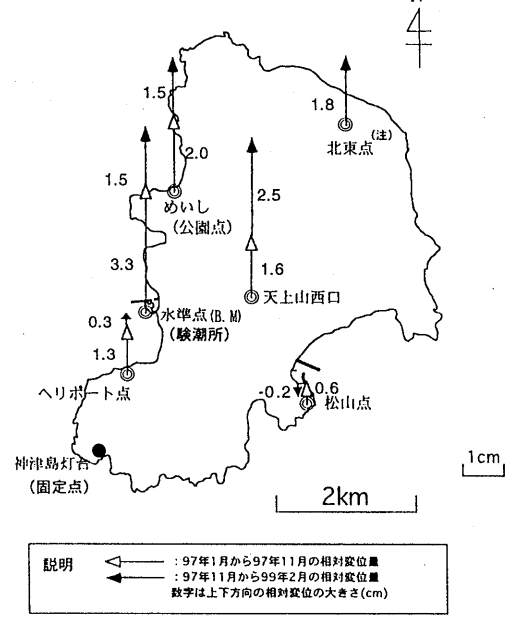 N
1.5
2.0
1.8
(注)
北東点
1.5
2.5
めいし
(公園点)
3.3
1.6
0.3
水準点(B.M)
天上山西口
(験潮所)
1.3
ヘリポート点
-0.2
0.6
松山点
神津島灯台
(固定点)
1cm
2km
説明
：97年1月から97年11月の相対変位量
：97年11月から99年2月の相対変位量
数字は上下方向の相対変位の大きさ(cm)